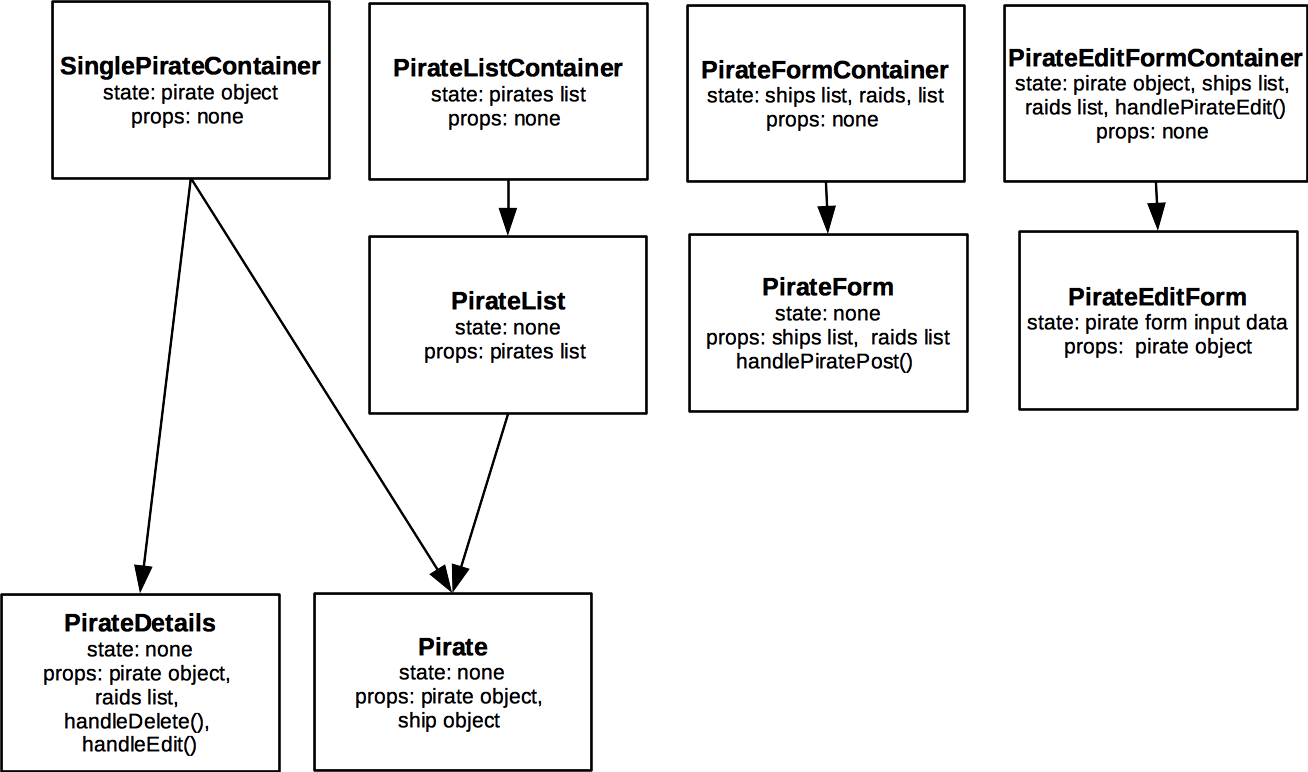 SinglePirateContainer
state: pirate object
props: none
PirateListContainer
state: pirates list
props: none
PirateFormContainer
state: ships list, raids, list
props: none
PirateEditFormContainer
state: pirate object, ships list,
raids list, handlePirateEdit()
props: none
PirateList
state: none
props: pirates list
PirateForm
state: none
props: ships list,  raids list
handlePiratePost()
PirateEditForm
state: pirate form input data
props:  pirate object
PirateDetails
state: none
props: pirate object,
raids list,
handleDelete(),
handleEdit()
Pirate
state: none
props: pirate object,
ship object